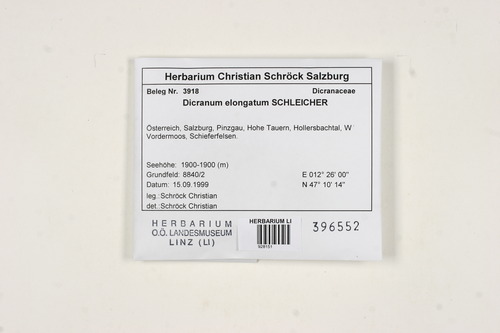 Herbarium Christian Schröck Salzburg
Beleg Nr. 3918 Dicranaceae
Dicranum elongatum SCHLEICHER
Österreich, Salzburg, Pinzgau, Hohe Tauern, Hollersbachtal, W
Vordermoos, Schieferfelsen.
Seehöhe: 1900-1900 (m)
Grundfeld: 8840/2 E 012° 26' 00"
Datum: 15.09.1999 N 47° 10' 14"
leg.:Schröck Christian
det.:Schröck Christian
HERBARIUM
O.Ö. LANDESMUSEUM
LINZ (LI)
HERBARIUM LI
928151
396552